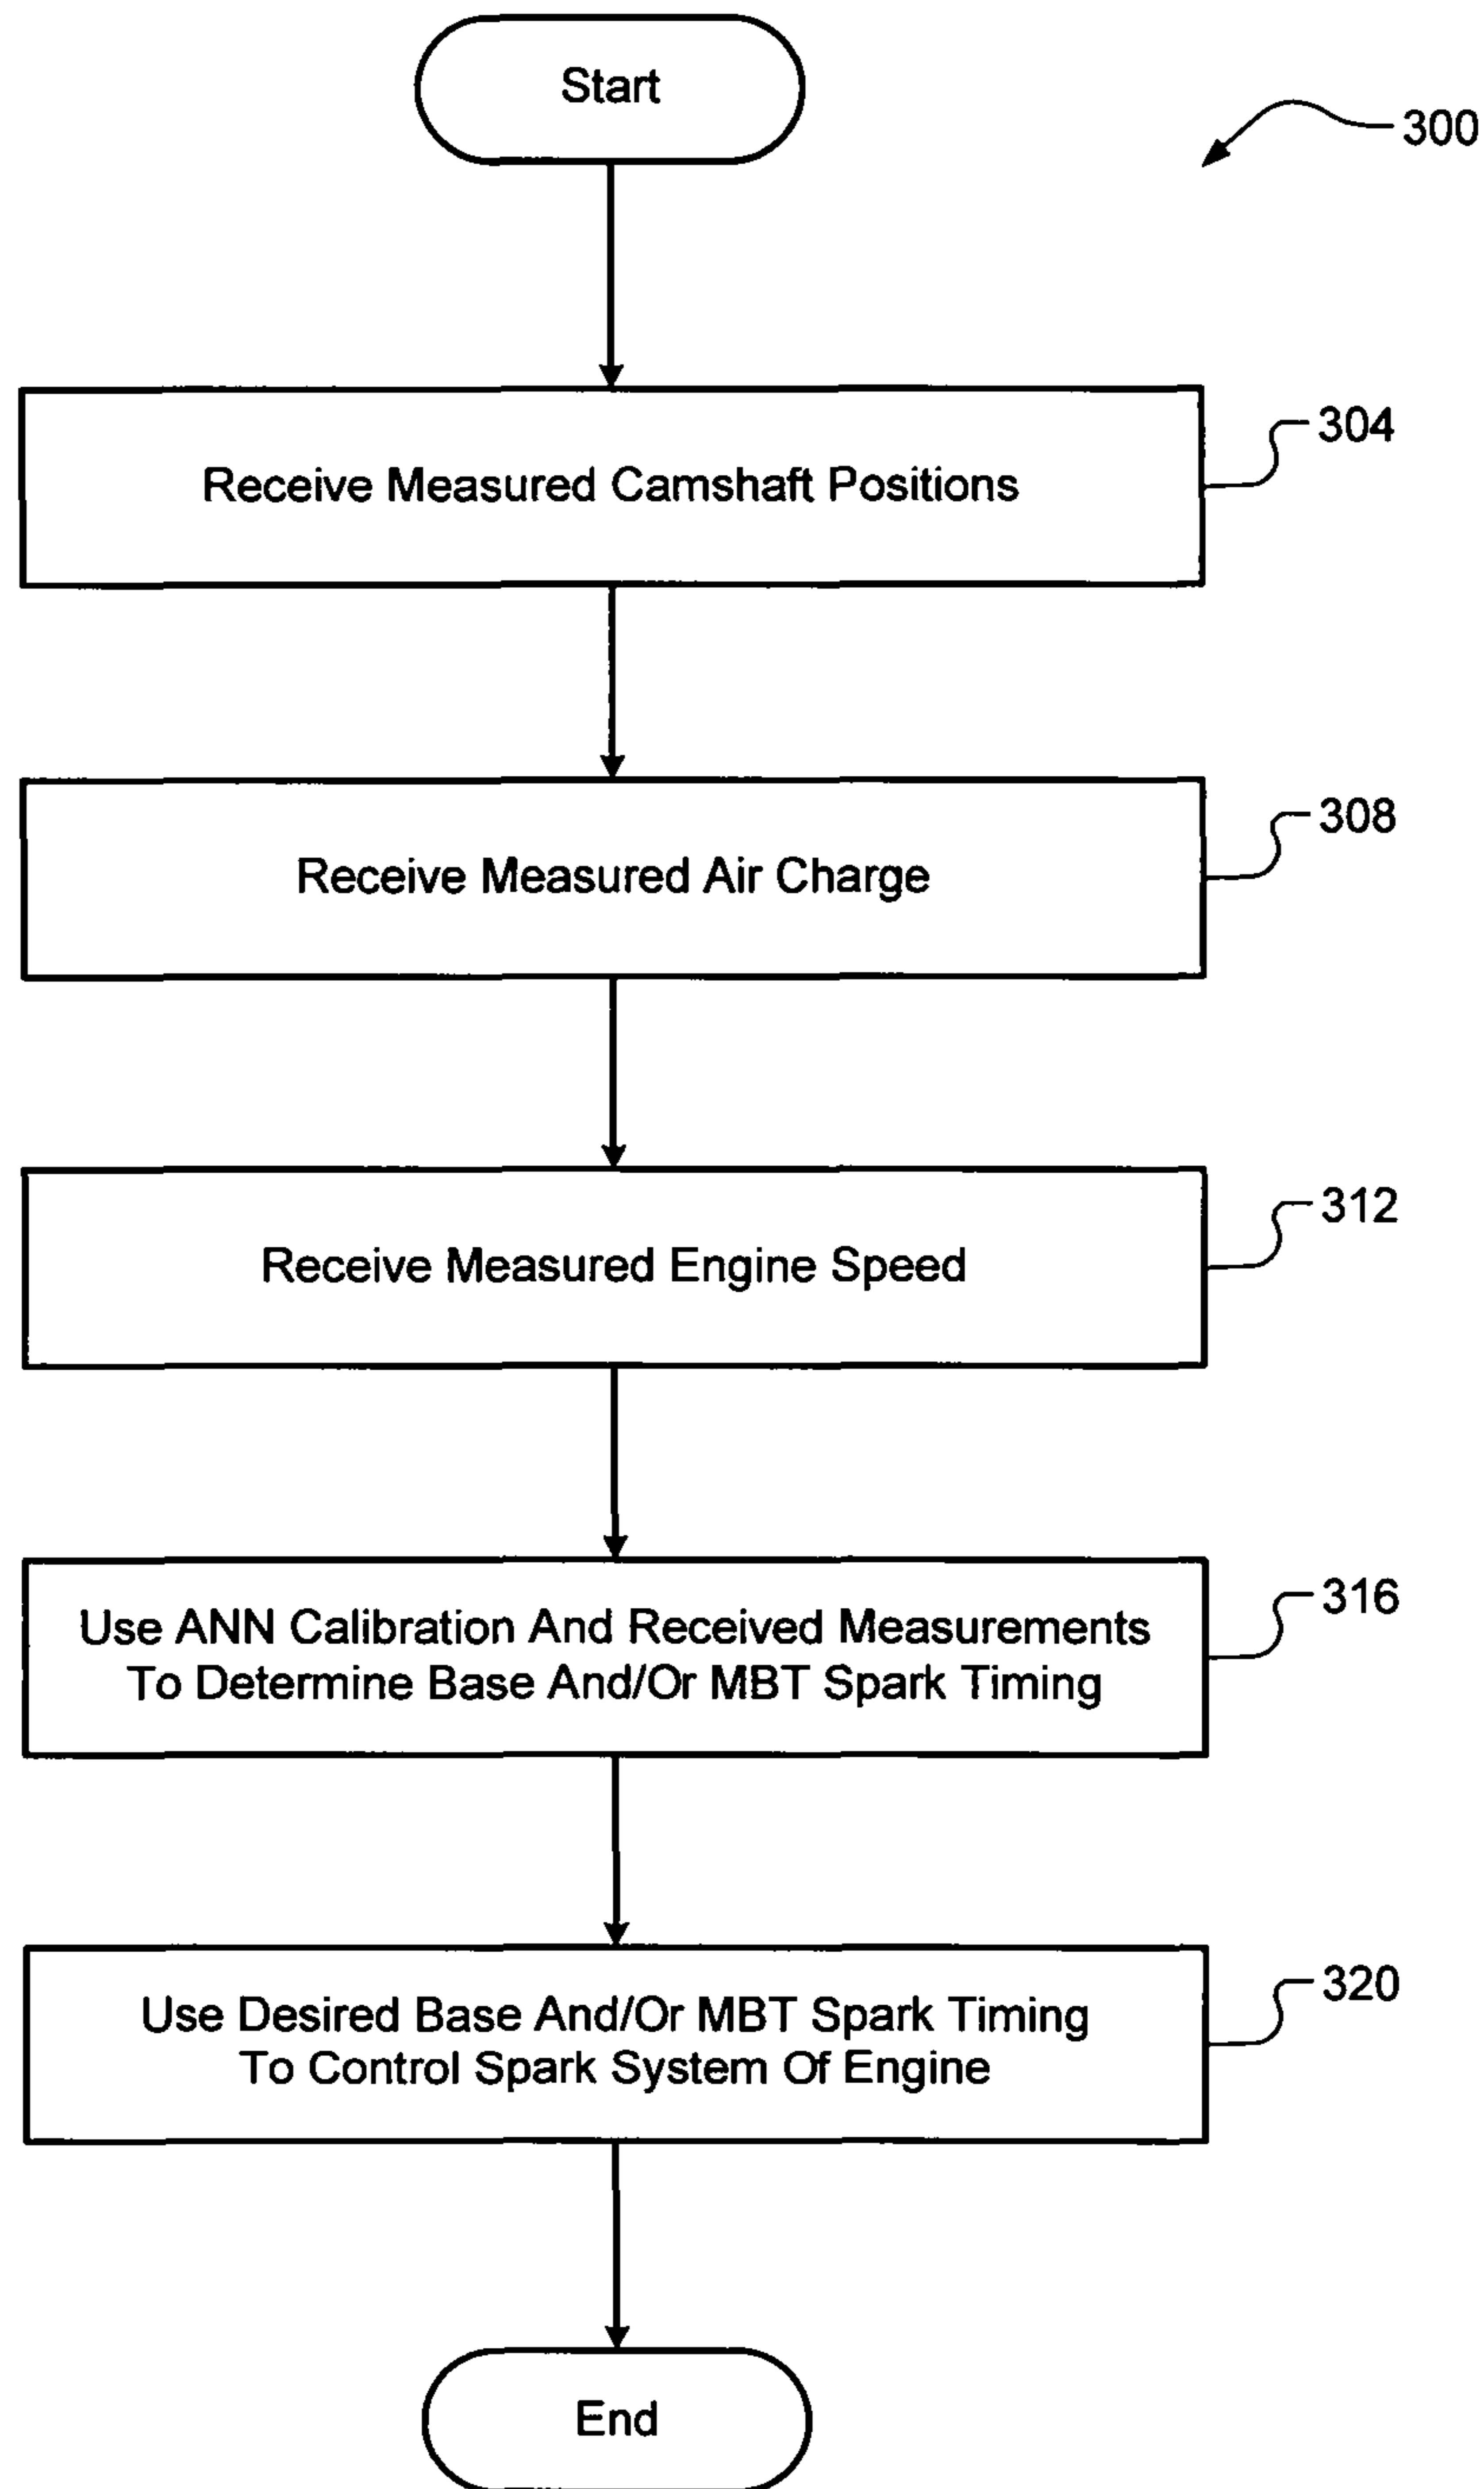 Start
300
Receive Measured Camshaft Positions
304
Receive Measured Air Charge
308
Receive Measured Engine Speed
312
Use ANN Calibration And Received Measurements
To Determine Base And/Or MBT Spark Timing
316
Use Desired Base And/Or MBT Spark Timing
To Control Spark System Of Engine
320
End